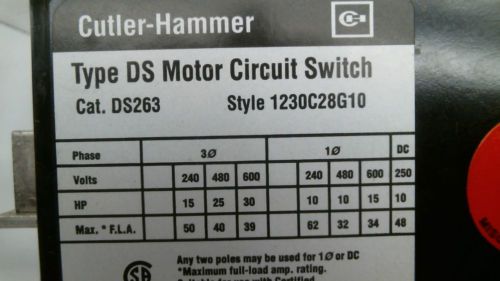 Cutler-Hammer
Type DS Motor Circuit Switch
Cat. DS263 Style 1230C28G10
Phase 3Ø 1Ø DC
Volts 240 480 600 240 480 600 250
HP 15 25 30 10 10 15 10
Max. * F.L.A. 50 40 39 62 32 34 48
Any two poles may be used for 1Ø or DC
*Maximum full-load amp. rating.